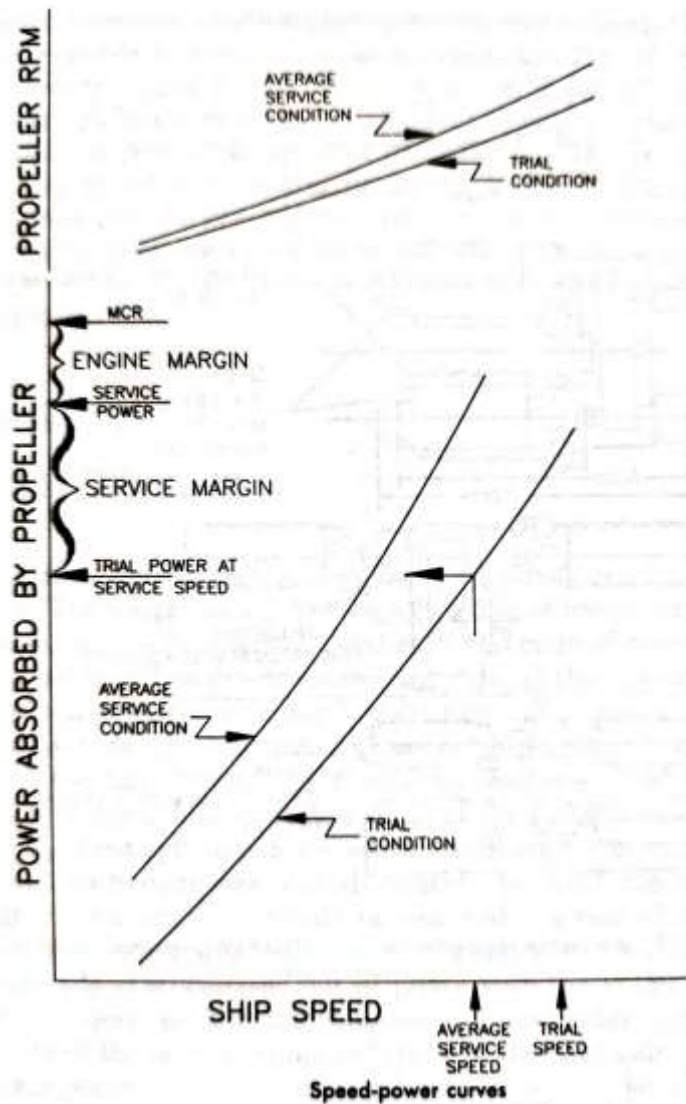 PROPELLER RPM
AVERAGE
SERVICE
CONDITION
TRIAL
CONDITION
POWER ABSORBED BY PROPELLER
MCR
ENGINE MARGIN
SERVICE
POWER
SERVICE MARGIN
TRIAL POWER AT
SERVICE SPEED
AVERAGE
SERVICE
CONDITION
TRIAL
CONDITION
SHIP SPEED
AVERAGE
SERVICE
SPEED
TRIAL
SPEED
Speed-power curves